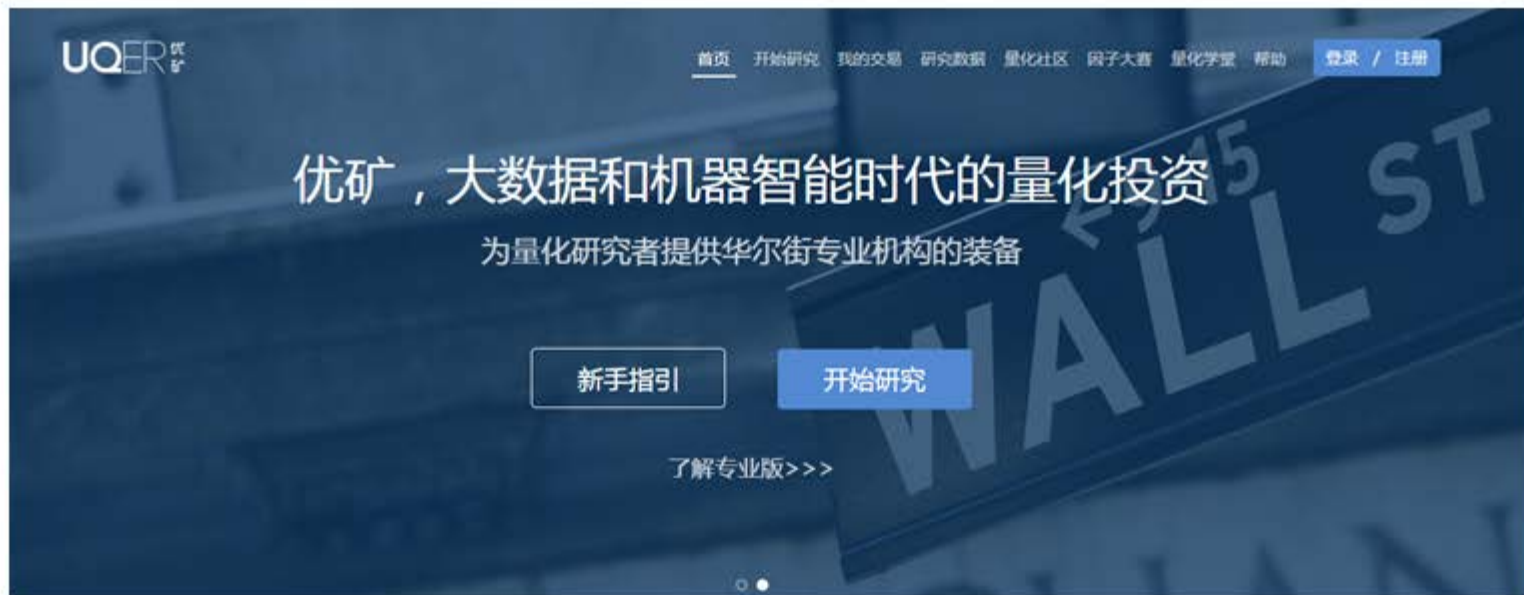 UQER 优矿
首页 开始研究 我的交易 研究数据 量化社区 因子大赛 量化学堂 帮助 登录 / 注册
优矿，大数据和机器智能时代的量化投资
为量化研究者提供华尔街专业机构的装备
15
WALL ST
新手指引 开始研究
了解专业版>>>